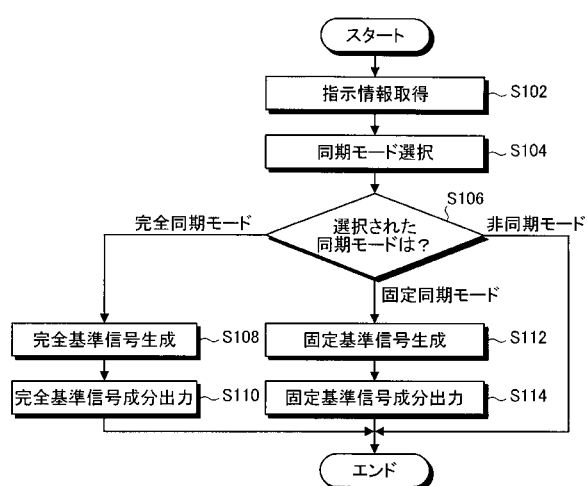 スタート
指示情報取得
S102
同期モード選択
S104
S106
選択された
同期モードは？
完全同期モード
非同期モード
固定同期モード
完全基準信号生成
S108
固定基準信号生成
S112
完全基準信号成分出力
S110
固定基準信号成分出力
S114
エンド